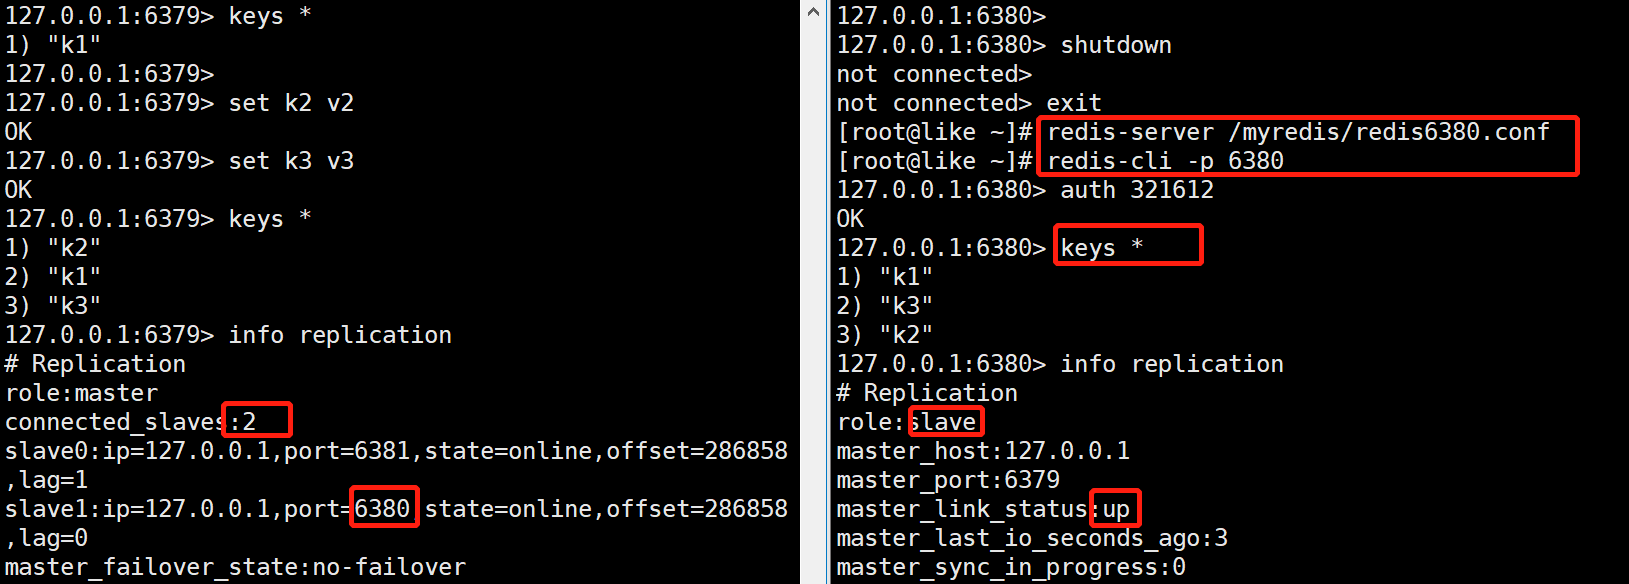 127.0.0.1:6379> keys *
1) "k1"
127.0.0.1:6379>
127.0.0.1:6379> set k2 v2
OK
127.0.0.1:6379> set k3 v3
OK
127.0.0.1:6379> keys *
1) "k2"
2) "k1"
3) "k3"
127.0.0.1:6379> info replication
# Replication
role:master
connected_slaves:2
slave0:ip=127.0.0.1,port=6381,state=online,offset=286858
,lag=1
slave1:ip=127.0.0.1,port=6380,state=online,offset=286858
,lag=0
master_failover_state:no-failover
127.0.0.1:6380>
127.0.0.1:6380> shutdown
not connected>
not connected> exit
[root@like ~]# redis-server /myredis/redis6380.conf
[root@like ~]# redis-cli -p 6380
127.0.0.1:6380> auth 321612
OK
127.0.0.1:6380> keys *
1) "k1"
2) "k3"
3) "k2"
127.0.0.1:6380> info replication
# Replication
role:slave
master_host:127.0.0.1
master_port:6379
master_link_status:up
master_last_io_seconds_ago:3
master_sync_in_progress:0